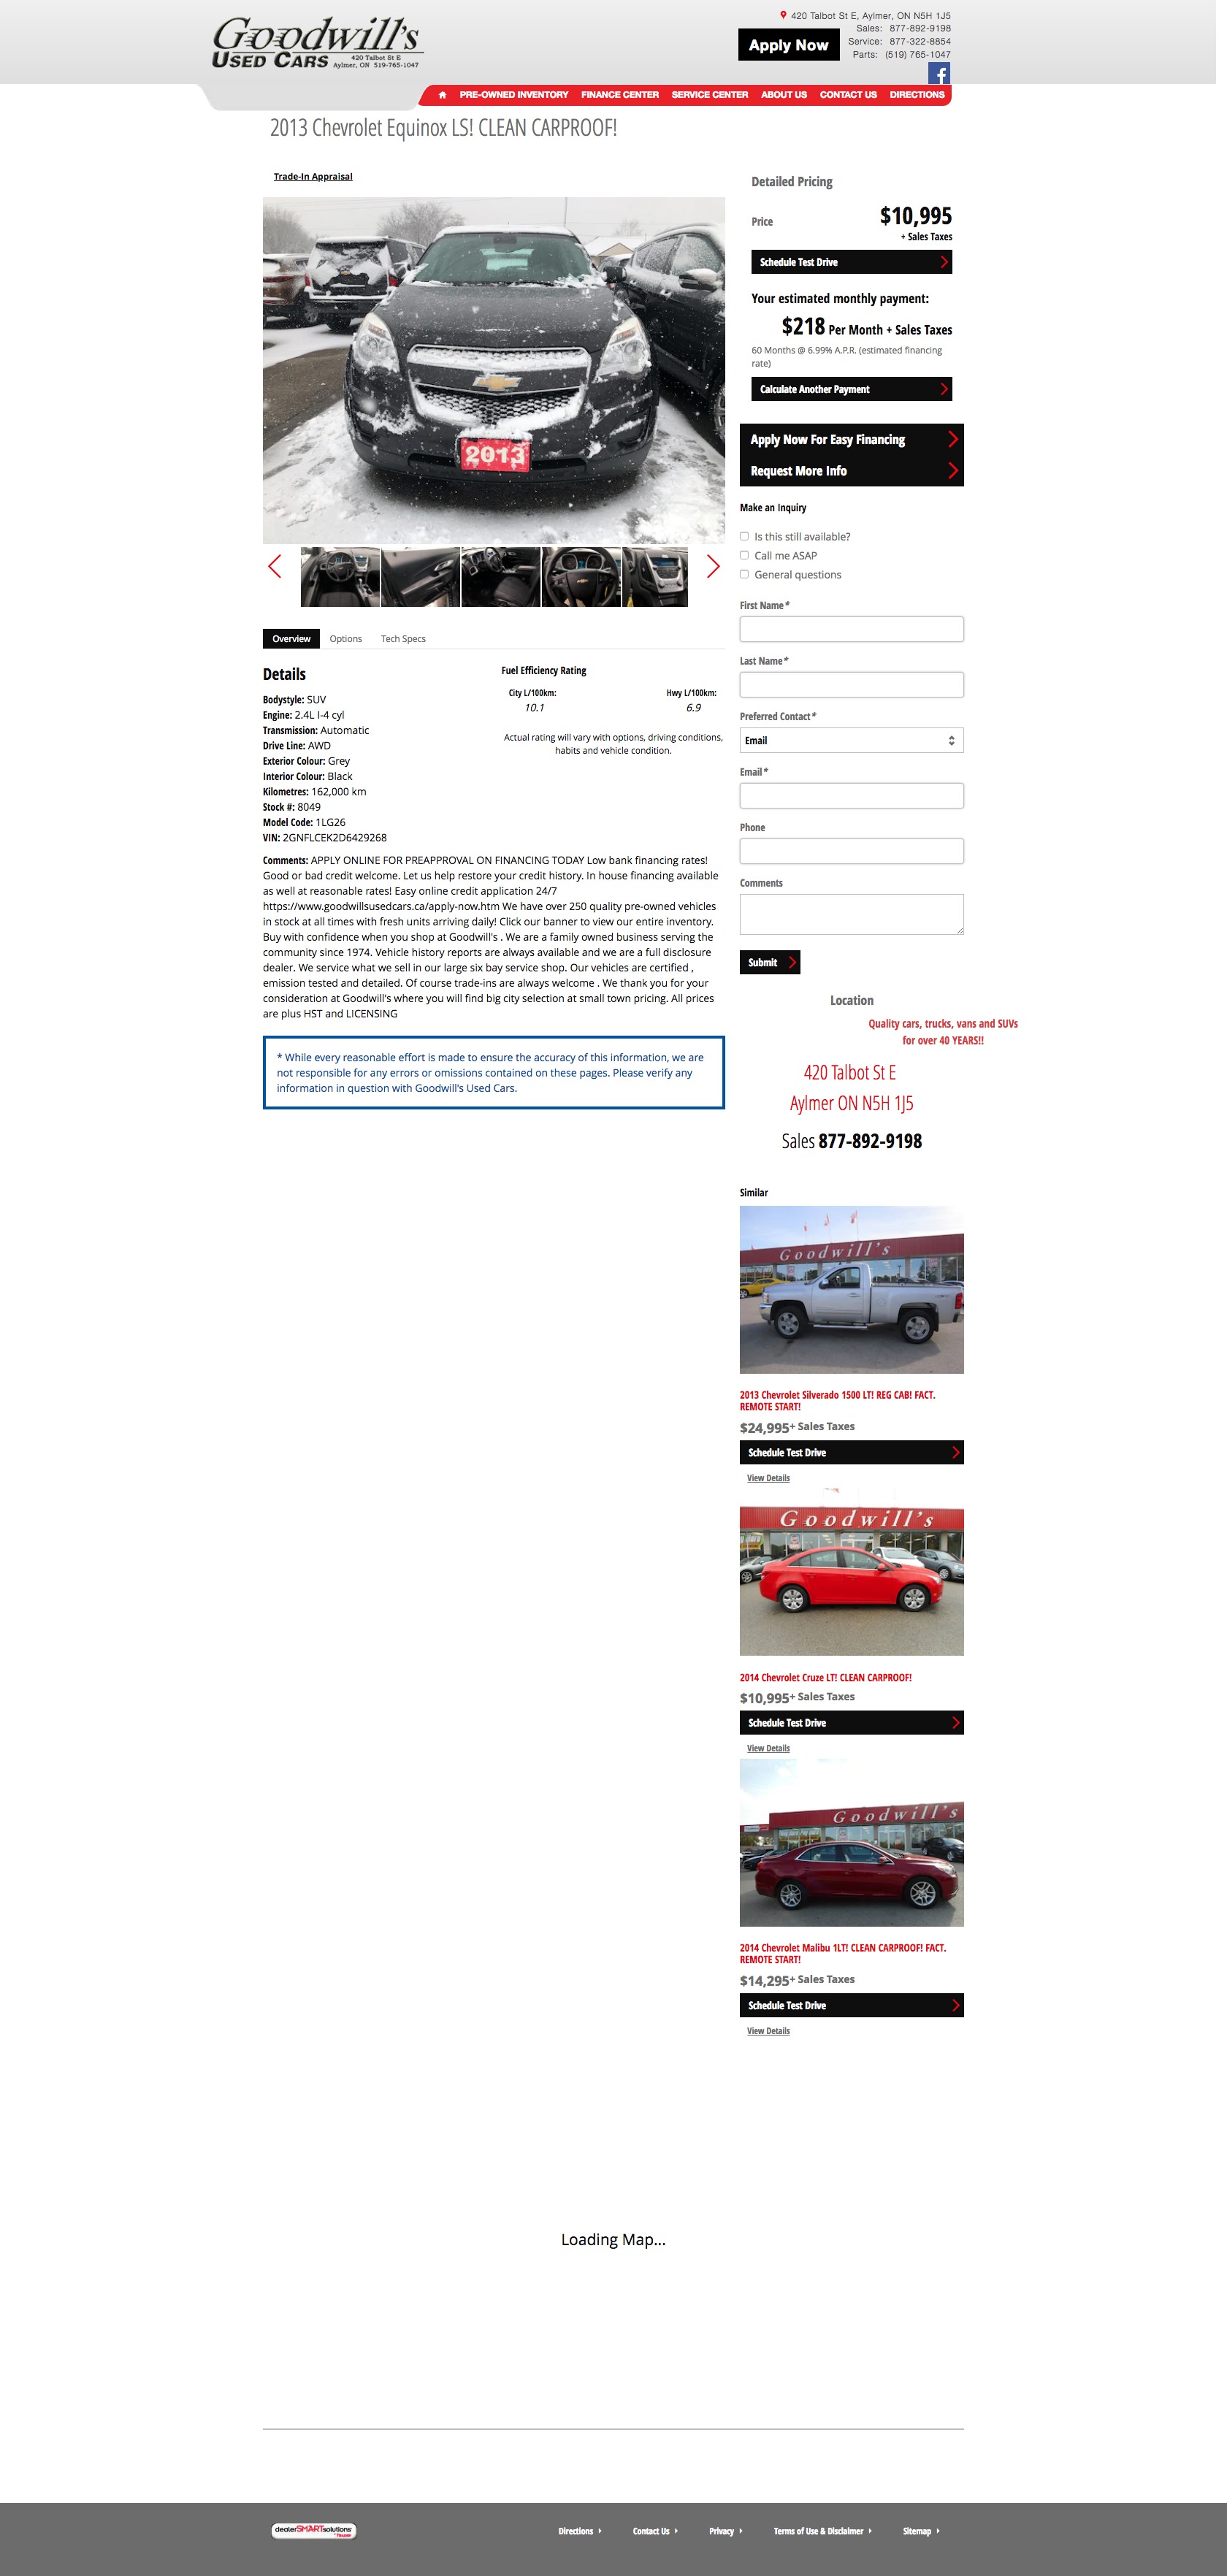 Goodwill's
USED CARS 420 Talbot St E
Aylmer, ON 519-765-1047
420 Talbot St E, Aylmer, ON N5H 1J5
Sales: 877-892-9198
Apply Now
Service: 877-322-8854
Parts: (519) 765-1047
PRE-OWNED INVENTORY FINANCE CENTER SERVICE CENTER ABOUT US CONTACT US DIRECTIONS
2013 Chevrolet Equinox LS! CLEAN CARPROOF!
Trade-In Appraisal
2013
Overview Options Tech Specs
Details
Bodystyle: SUV
Engine: 2.4L I-4 cyl
Transmission: Automatic
Drive Line: AWD
Exterior Colour: Grey
Interior Colour: Black
Kilometres: 162,000 km
Stock #: 8049
Model Code: 1LG26
VIN: 2GNFLCEK2D6429268
Fuel Efficiency Rating
City L/100km: Hwy L/100km:
10.1 6.9
Actual rating will vary with options, driving conditions,
habits and vehicle condition.
Comments: APPLY ONLINE FOR PREAPPROVAL ON FINANCING TODAY Low bank financing rates!
Good or bad credit welcome. Let us help restore your credit history. In house financing available
as well at reasonable rates! Easy online credit application 24/7
https://www.goodwillsusedcars.ca/apply-now.htm We have over 250 quality pre-owned vehicles
in stock at all times with fresh units arriving daily! Click our banner to view our entire inventory.
Buy with confidence when you shop at Goodwill's . We are a family owned business serving the
community since 1974. Vehicle history reports are always available and we are a full disclosure
dealer. We service what we sell in our large six bay service shop. Our vehicles are certified ,
emission tested and detailed. Of course trade-ins are always welcome . We thank you for your
consideration at Goodwill's where you will find big city selection at small town pricing. All prices
are plus HST and LICENSING
* While every reasonable effort is made to ensure the accuracy of this information, we are
not responsible for any errors or omissions contained on these pages. Please verify any
information in question with Goodwill's Used Cars.
Detailed Pricing
Price $10,995
+ Sales Taxes
Schedule Test Drive
Your estimated monthly payment:
$218 Per Month + Sales Taxes
60 Months @ 6.99% A.P.R. (estimated financing
rate)
Calculate Another Payment
Apply Now For Easy Financing
Request More Info
Make an Inquiry
Is this still available?
Call me ASAP
General questions
First Name*
Last Name*
Preferred Contact*
Email
Email*
Phone
Comments
Submit
Location
Quality cars, trucks, vans and SUVs
for over 40 YEARS!!
420 Talbot St E
Aylmer ON N5H 1J5
Sales 877-892-9198
Similar
Goodwill's
2013 Chevrolet Silverado 1500 LT! REG CAB! FACT.
REMOTE START!
$24,995+ Sales Taxes
Schedule Test Drive
View Details
Goodwill's
2014 Chevrolet Cruze LT! CLEAN CARPROOF!
$10,995+ Sales Taxes
Schedule Test Drive
View Details
Goodwill's
2014 Chevrolet Malibu 1LT! CLEAN CARPROOF! FACT.
REMOTE START!
$14,295+ Sales Taxes
Schedule Test Drive
View Details
Loading Map...
dealerSMARTsolutions
Directions Contact Us Privacy Terms of Use & Disclaimer Sitemap